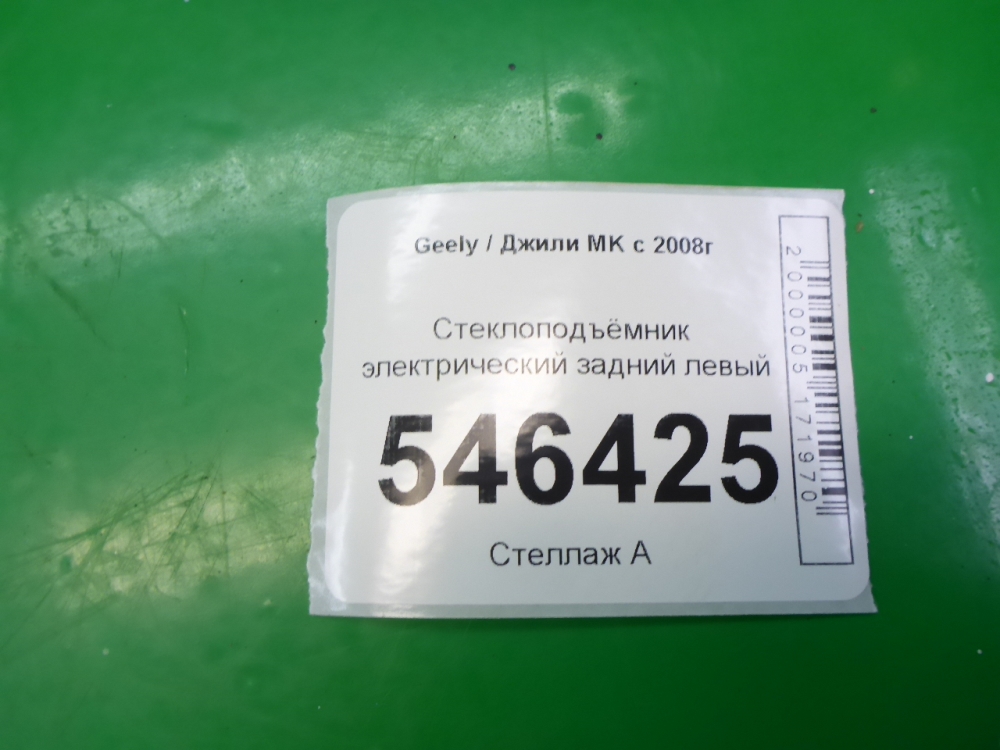 Geely / Джили МК с 2008г
Стеклоподъёмник
электрический задний левый
546425
Стеллаж А
2000005171970